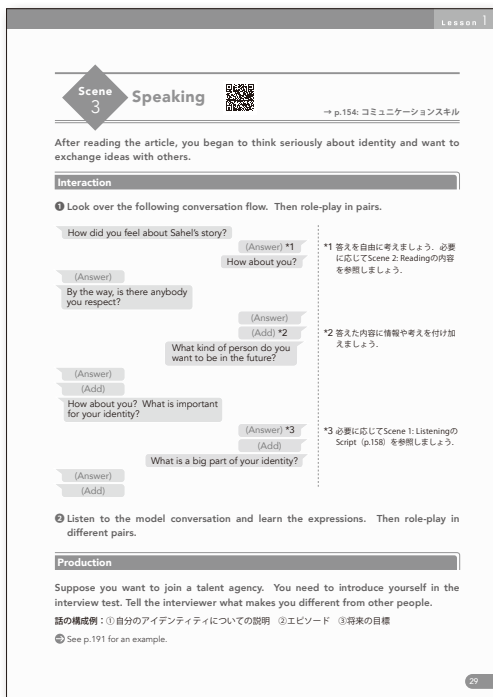 Lesson 1
Scene
3
Speaking
→ p.154: コミュニケーションスキル
After reading the article, you began to think seriously about identity and want to
exchange ideas with others.
Interaction
❶ Look over the following conversation flow. Then role-play in pairs.
How did you feel about Sahel's story?
(Answer) *1
How about you?
*1 答えを自由に考えましょう．必要
に応じてScene 2: Readingの内容
を参照しましょう．
(Answer)
By the way, is there anybody
you respect?
(Answer)
(Add) *2
*2 答えた内容に情報や考えを付け加
えましょう．
What kind of person do you
want to be in the future?
(Answer)
(Add)
How about you? What is important
for your identity?
(Answer) *3
*3 必要に応じてScene 1: Listeningの
Script（p.158）を参照しましょう．
(Add)
What is a big part of your identity?
(Answer)
(Add)
❷ Listen to the model conversation and learn the expressions. Then role-play in
different pairs.
Production
Suppose you want to join a talent agency. You need to introduce yourself in the
interview test. Tell the interviewer what makes you different from other people.
話の構成例：①自分のアイデンティティについての説明 ②エピソード ③将来の目標
See p.191 for an example.
29